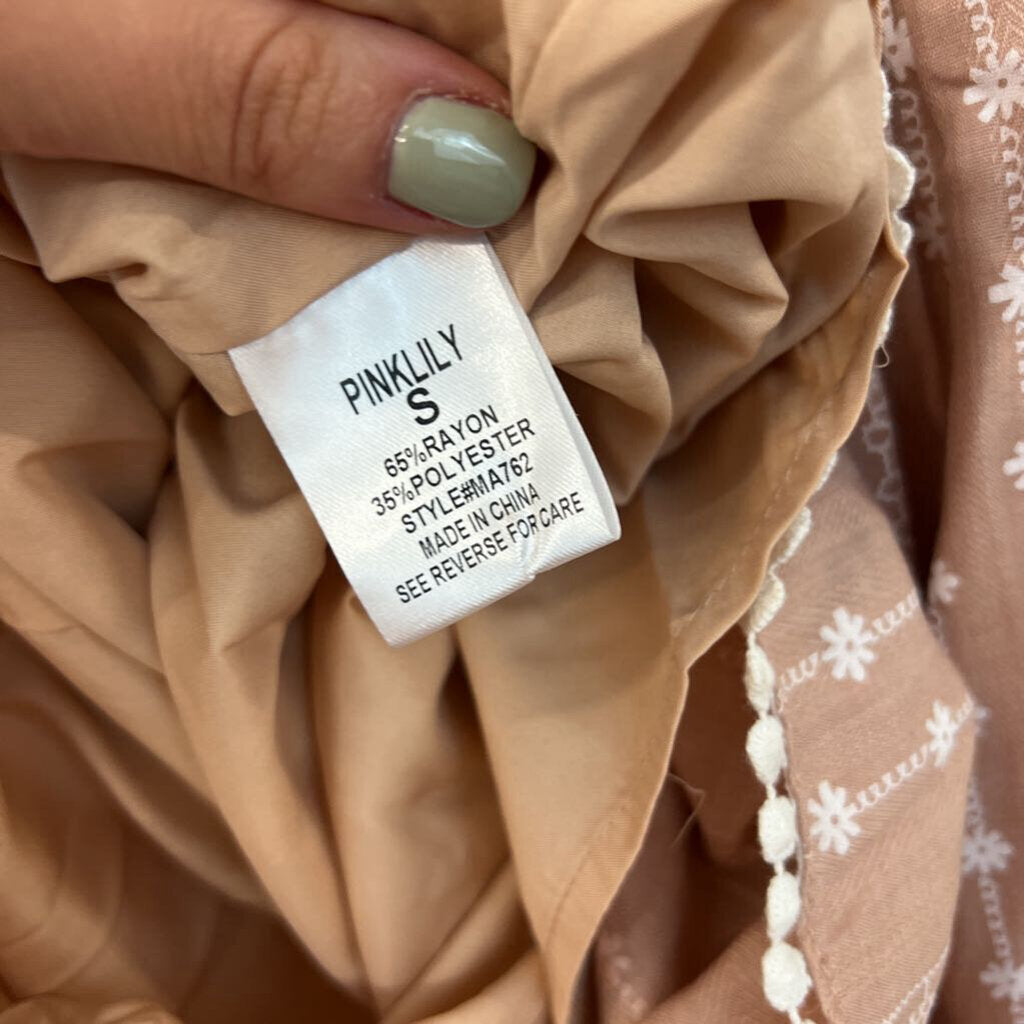 PINKLILY
S
65%RAYON
35%POLYESTER
STYLE#MA762
MADE IN CHINA
SEE REVERSE FOR CARE